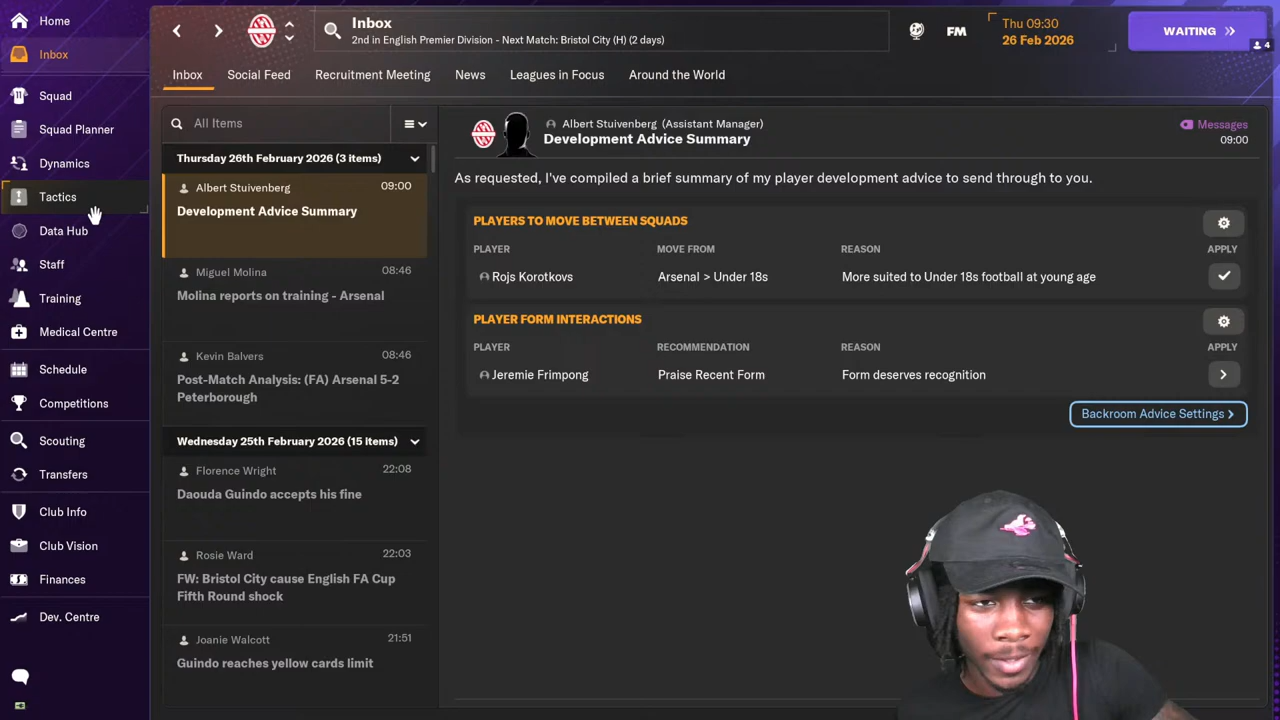 Home
Inbox
Squad
Squad Planner
Dynamics
Tactics
Data Hub
Staff
Training
Medical Centre
Schedule
Competitions
Scouting
Transfers
Club Info
Club Vision
Finances
Dev. Centre
Inbox
2nd in English Premier Division - Next Match: Bristol City (H) (2 days)
FM
Thu 09:30
26 Feb 2026
WAITING
4
Inbox
Social Feed
Recruitment Meeting
News
Leagues in Focus
Around the World
All Items
Thursday 26th February 2026 (3 items)
Albert Stuivenberg 09:00
Development Advice Summary
Miguel Molina 08:46
Molina reports on training - Arsenal
Kevin Balvers 08:46
Post-Match Analysis: (FA) Arsenal 5-2
Peterborough
Wednesday 25th February 2026 (15 items)
Florence Wright 22:08
Daouda Guindo accepts his fine
Rosie Ward 22:03
FW: Bristol City cause English FA Cup
Fifth Round shock
Joanie Walcott 21:51
Guindo reaches yellow cards limit
Albert Stuivenberg (Assistant Manager)
Development Advice Summary
Messages
09:00
As requested, I've compiled a brief summary of my player development advice to send through to you.
PLAYERS TO MOVE BETWEEN SQUADS
PLAYER MOVE FROM REASON APPLY
Rojs Korotkovs Arsenal > Under 18s More suited to Under 18s football at young age
PLAYER FORM INTERACTIONS
PLAYER RECOMMENDATION REASON APPLY
Jeremie Frimpong Praise Recent Form Form deserves recognition
Backroom Advice Settings >